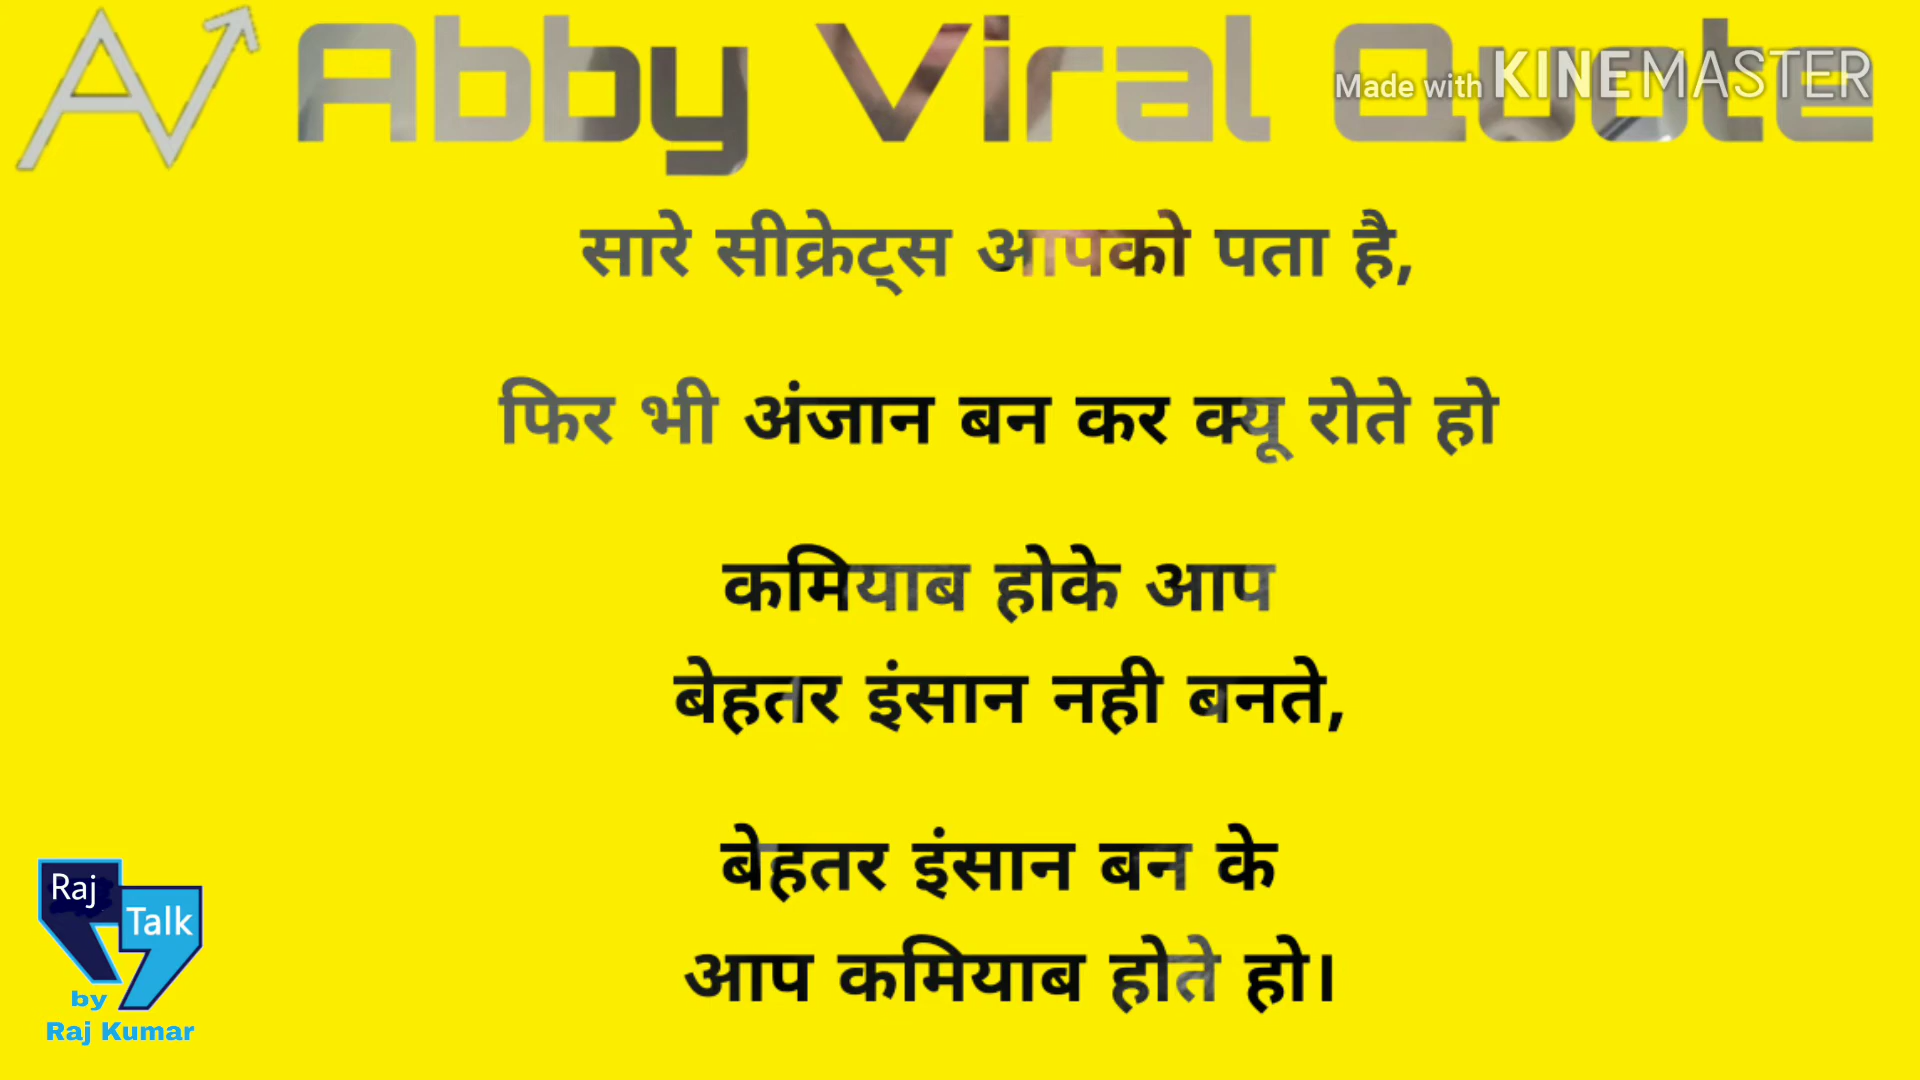 Abby Viral Quote
Made with KINEMASTER
सारे सीक्रेट्स आपको पता है,
फिर भी अंजान बन कर क्यू रोते हो
कमियाब होके आप
बेहतर इंसान नही बनते,
बेहतर इंसान बन के
आप कमियाब होते हो।
Raj
Talk
by
Raj Kumar